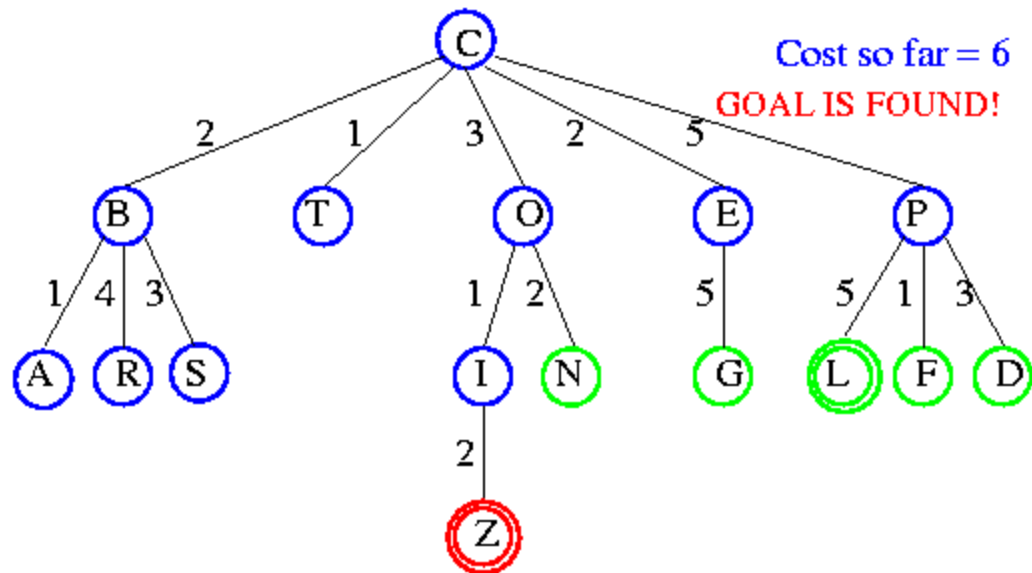 C
Cost so far = 6
GOAL IS FOUND!
2 1 3 2 5
B T O E P
1 4 3 1 2 5 5 1 3
A R S I N G L F D
2
Z